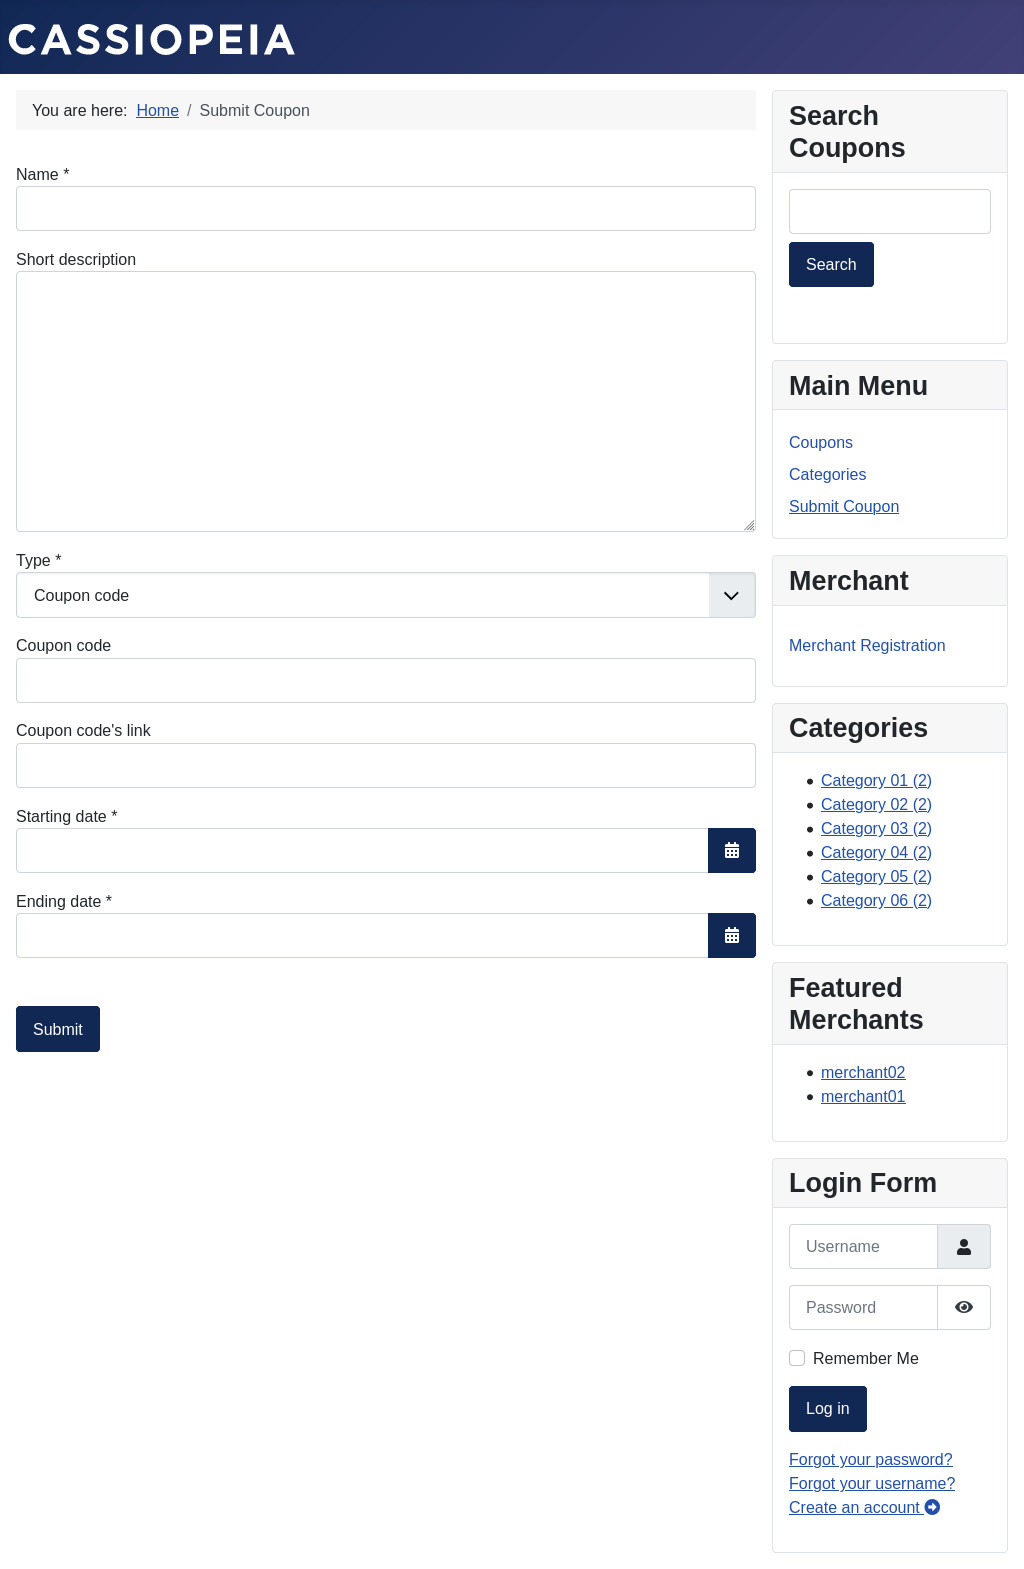 CASSIOPEIA
You are here: Home / Submit Coupon
Name *
Short description
Type *
Coupon code
Coupon code
Coupon code's link
Starting date *
Ending date *
Submit
Search
Coupons
Search
Main Menu
Coupons
Categories
Submit Coupon
Merchant
Merchant Registration
Categories
Category 01 (2)
Category 02 (2)
Category 03 (2)
Category 04 (2)
Category 05 (2)
Category 06 (2)
Featured
Merchants
merchant02
merchant01
Login Form
Username
Password
Remember Me
Log in
Forgot your password?
Forgot your username?
Create an account